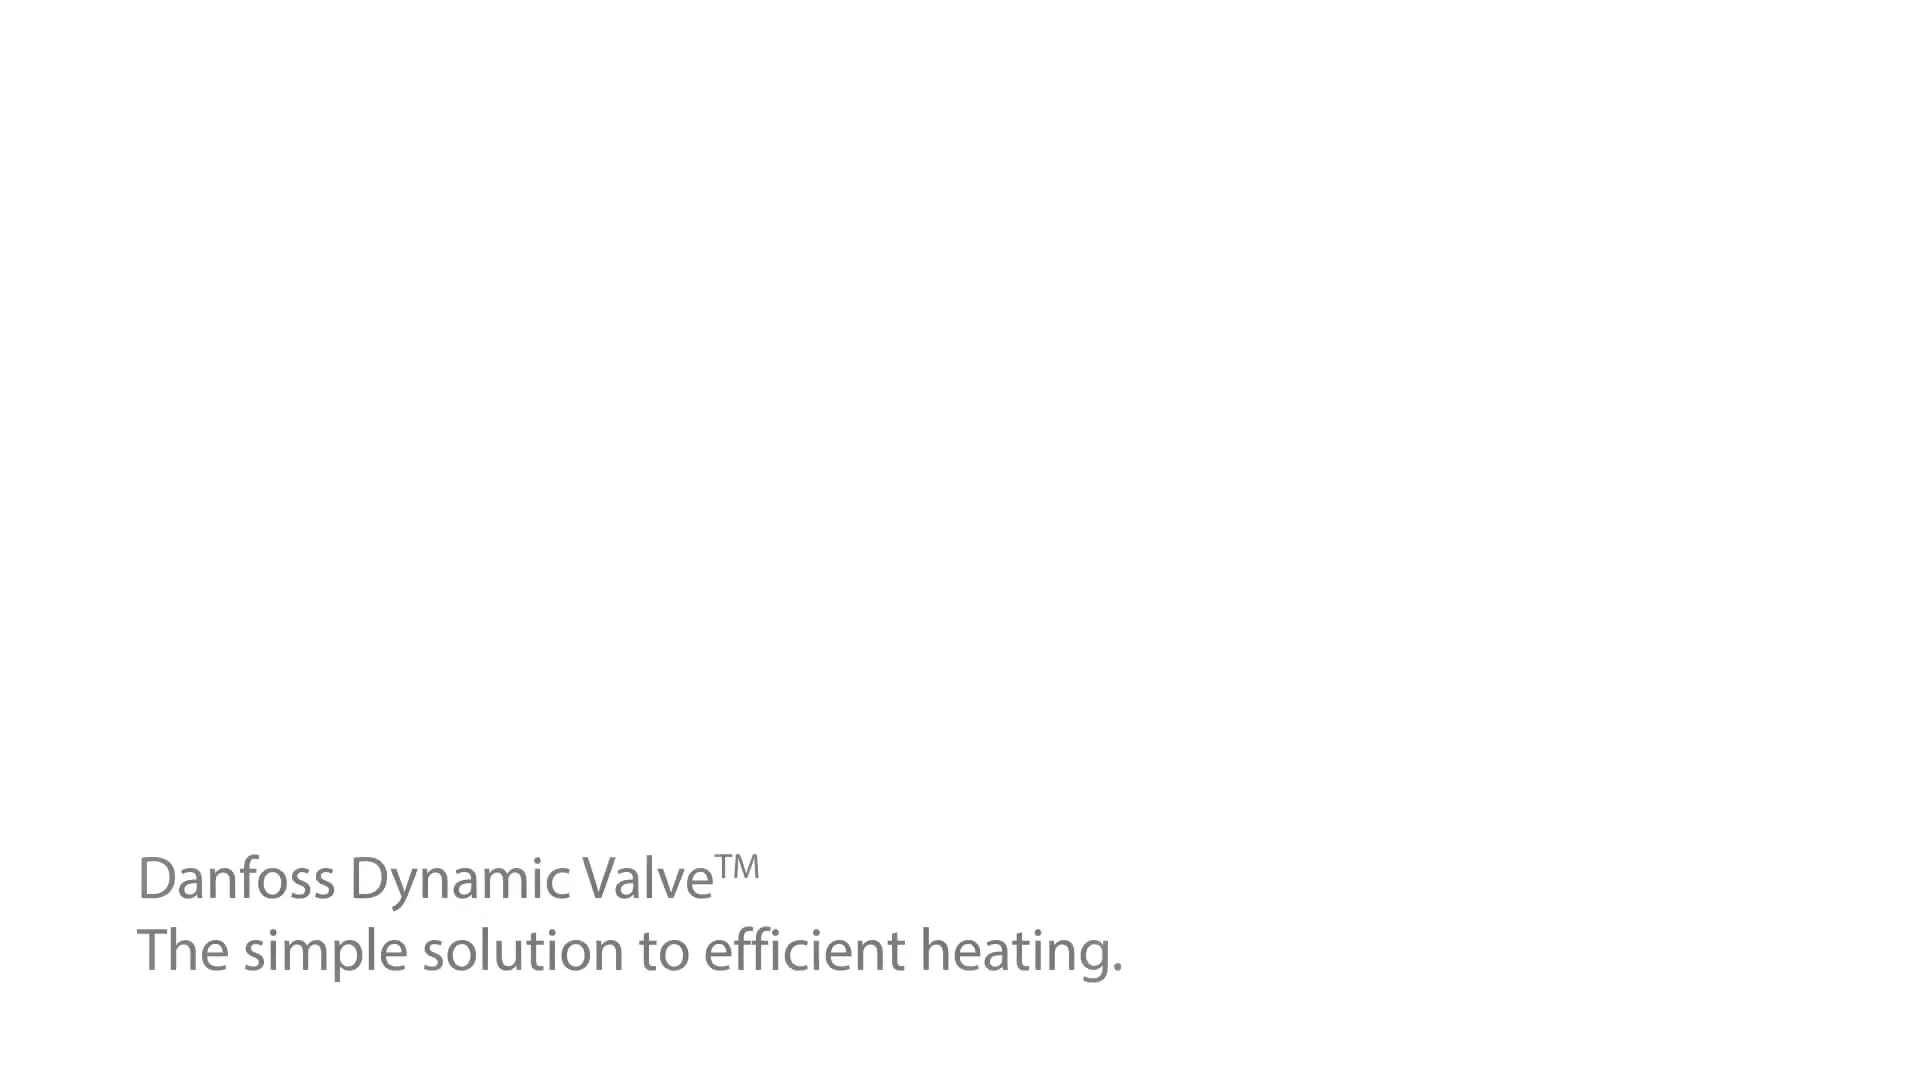 Danfoss Dynamic Valve™
The simple solution to efficient heating.